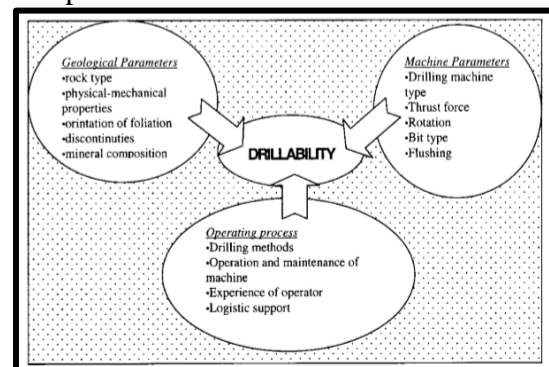 Geological Parameters
•rock type
•physical-mechanical
properties
•orintation of foliation
•discontinuties
•mineral composition
Machine Parameters
•Drilling machine
type
•Thrust force
•Rotation
•Bit type
•Flushing
DRILLABILITY
Operating process
•Drilling methods
•Operation and maintenance of
machine
•Experience of operator
•Logistic support